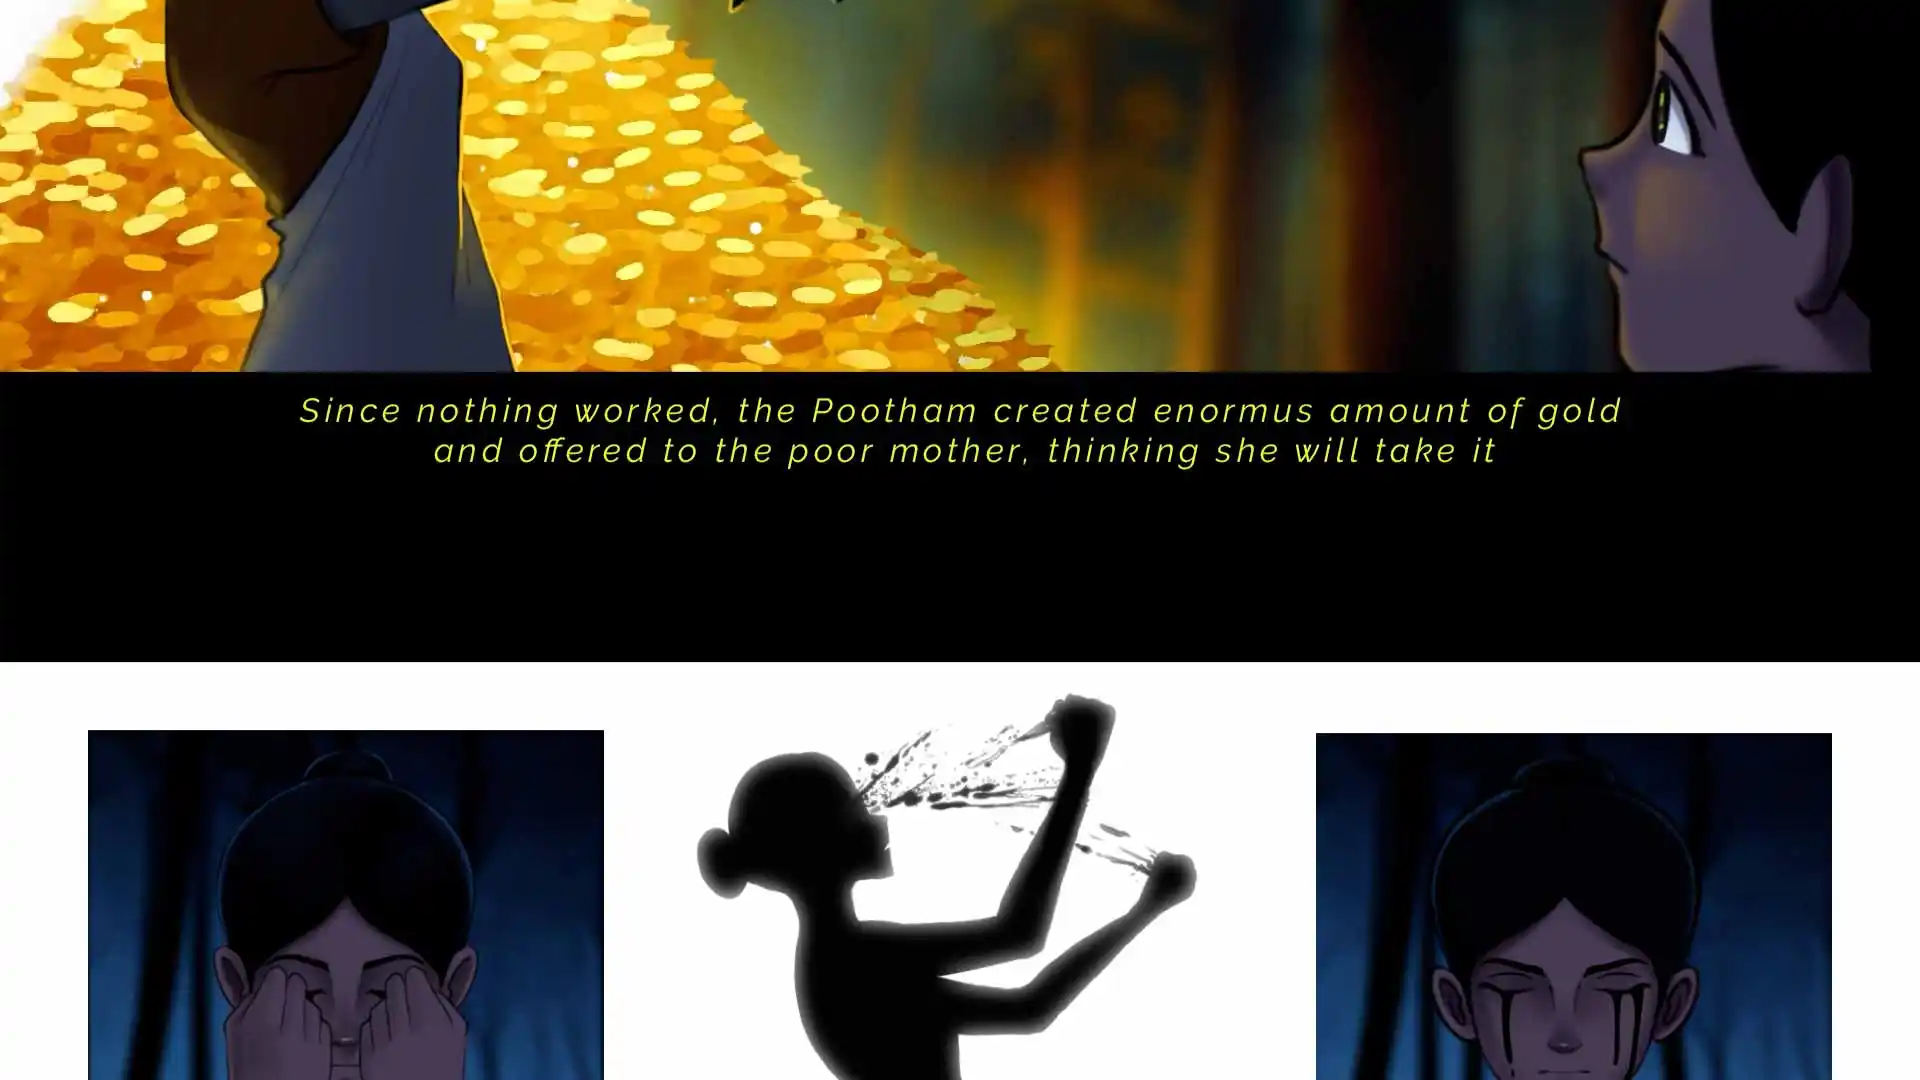 Since nothing worked, the Pootham created enormus amount of gold
and offered to the poor mother, thinking she will take it